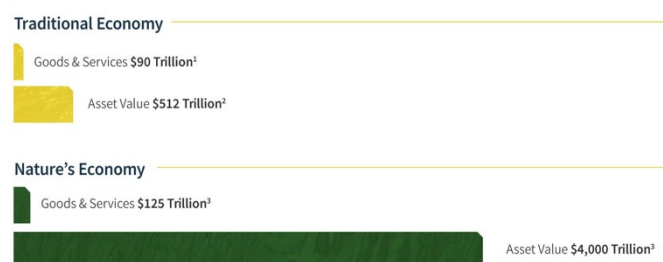 Traditional Economy
Goods & Services $90 Trillion¹
Asset Value $512 Trillion²
Nature's Economy
Goods & Services $125 Trillion³
Asset Value $4,000 Trillion³